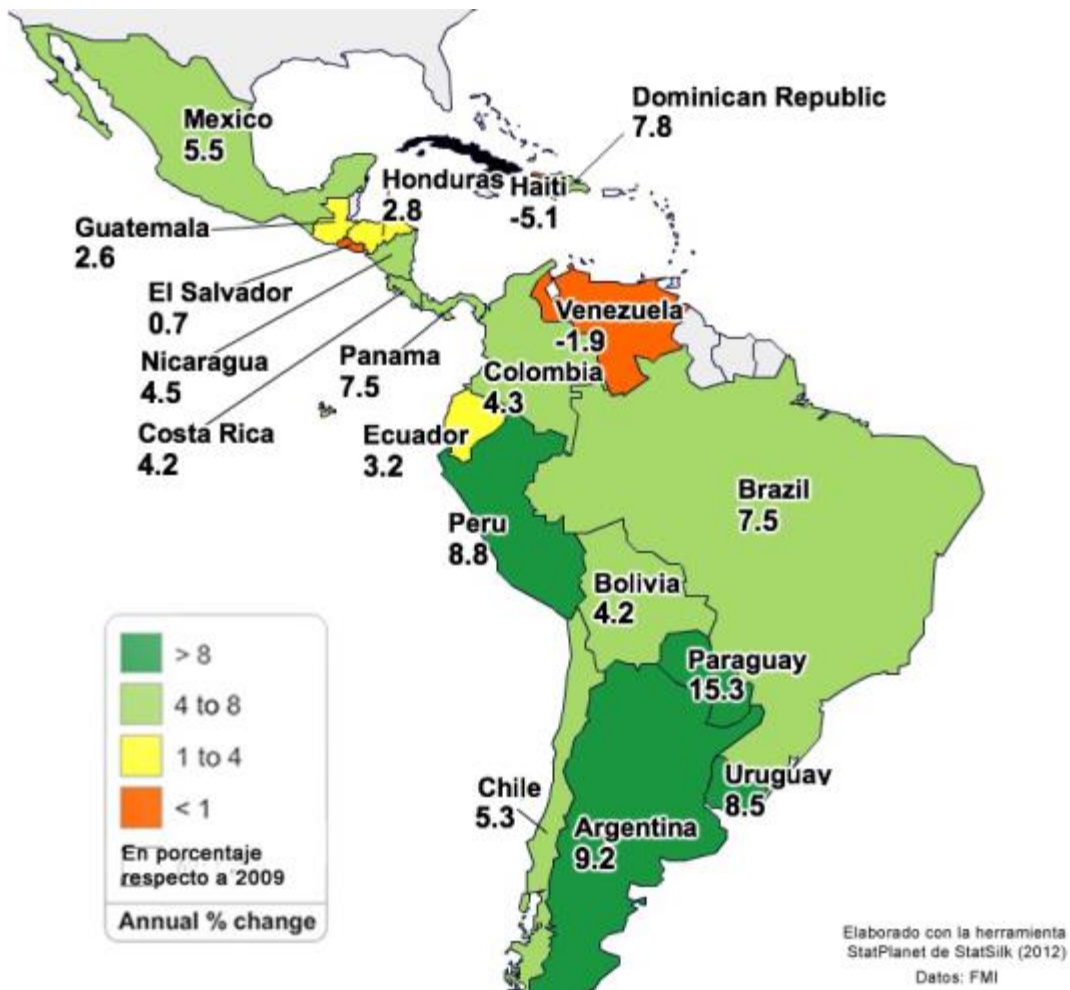 Dominican Republic
7.8
Mexico
5.5
Honduras
2.8
Haiti
-5.1
Guatemala
2.6
El Salvador
0.7
Venezuela
-1.9
Nicaragua
4.5
Panama
7.5
Colombia
4.3
Costa Rica
4.2
Ecuador
3.2
Brazil
7.5
Peru
8.8
Bolivia
4.2
Paraguay
15.3
Chile
5.3
Uruguay
8.5
Argentina
9.2
> 8
4 to 8
1 to 4
< 1
En porcentaje
respecto a 2009
Annual % change
Elaborado con la herramienta
StatPlanet de StatSilk (2012)
Datos: FMI